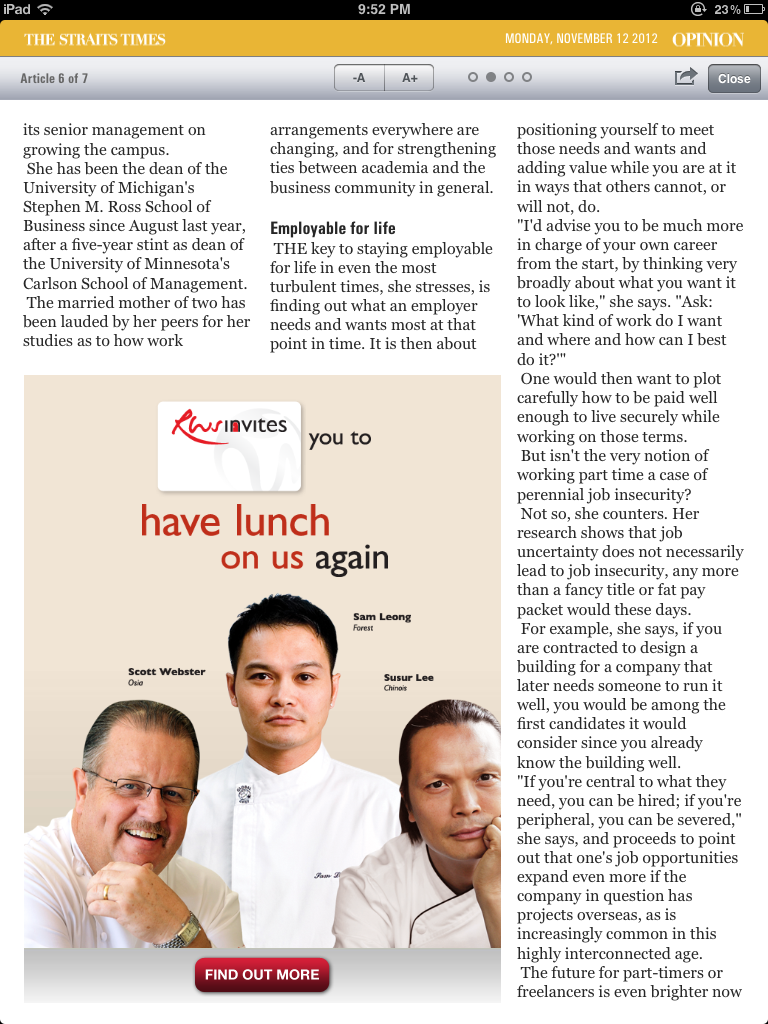 iPad
9:52 PM
23%
THE STRAITS TIMES
MONDAY, NOVEMBER 12 2012
OPINION
Article 6 of 7
-A
A+
Close
its senior management on
growing the campus.
She has been the dean of the
University of Michigan's
Stephen M. Ross School of
Business since August last year,
after a five-year stint as dean of
the University of Minnesota's
Carlson School of Management.
The married mother of two has
been lauded by her peers for her
studies as to how work
arrangements everywhere are
changing, and for strengthening
ties between academia and the
business community in general.
Employable for life
THE key to staying employable
for life in even the most
turbulent times, she stresses, is
finding out what an employer
needs and wants most at that
point in time. It is then about
positioning yourself to meet
those needs and wants and
adding value while you are at it
in ways that others cannot, or
will not, do.
"I'd advise you to be much more
in charge of your own career
from the start, by thinking very
broadly about what you want it
to look like," she says. "Ask:
'What kind of work do I want
and where and how can I best
do it?'"
One would then want to plot
carefully how to be paid well
enough to live securely while
working on those terms.
But isn't the very notion of
working part time a case of
perennial job insecurity?
Not so, she counters. Her
research shows that job
uncertainty does not necessarily
lead to job insecurity, any more
than a fancy title or fat pay
packet would these days.
For example, she says, if you
are contracted to design a
building for a company that
later needs someone to run it
well, you would be among the
first candidates it would
consider since you already
know the building well.
"If you're central to what they
need, you can be hired; if you're
peripheral, you can be severed,"
she says, and proceeds to point
out that one's job opportunities
expand even more if the
company in question has
projects overseas, as is
increasingly common in this
highly interconnected age.
The future for part-timers or
freelancers is even brighter now
Rws invites
you to
have lunch
on us again
Sam Leong
Forest
Scott Webster
Osia
Susur Lee
Chinois
FIND OUT MORE